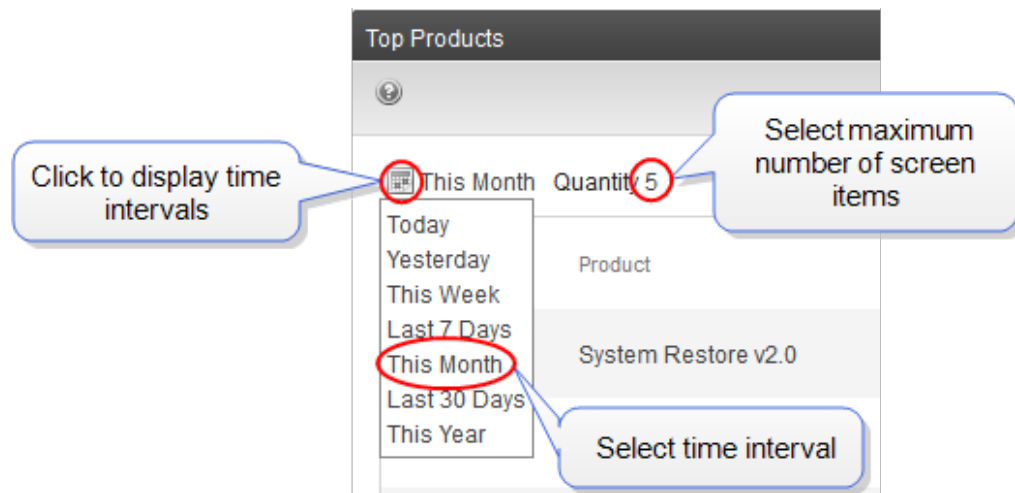 Top Products
Click to display time
intervals
This Month Quantity 5
Select maximum
number of screen
items
Today
Yesterday
This Week
Last 7 Days
This Month
Last 30 Days
This Year
Product
System Restore v2.0
Select time interval